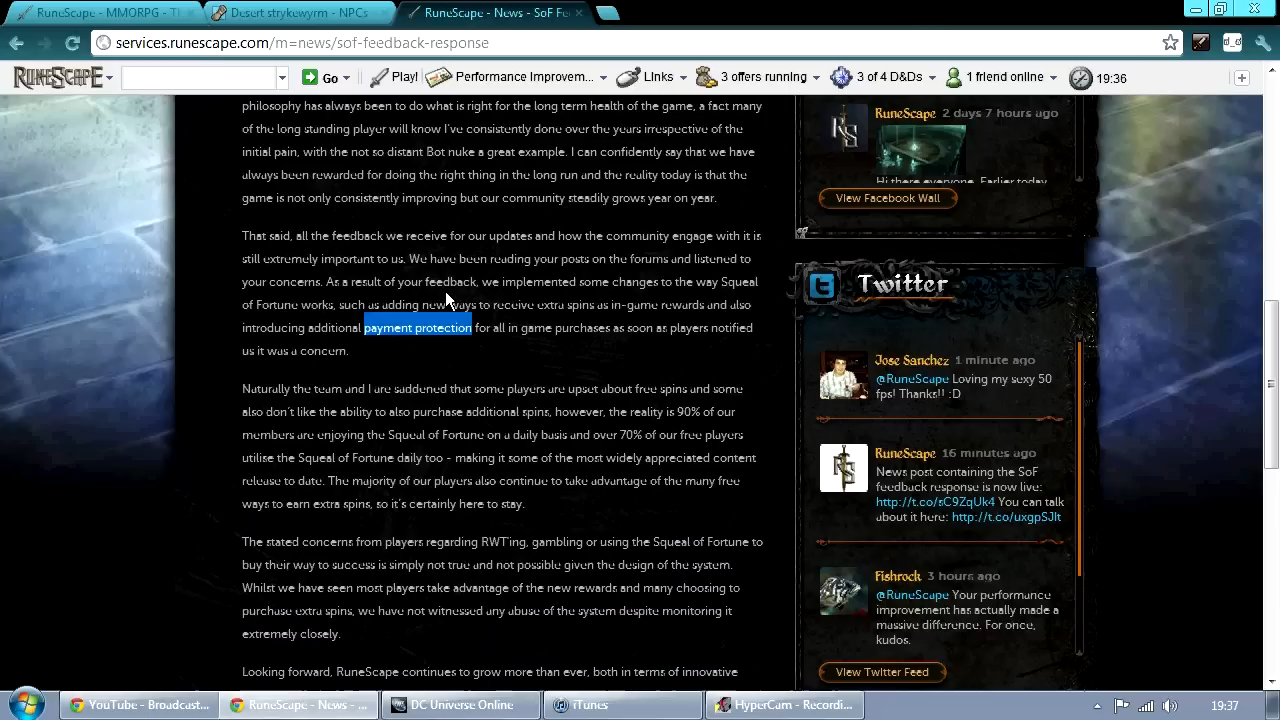 RuneScape - MMORPG - Th
Desert strykewyrm - NPCs
RuneScape - News - SoF Fe
services.runescape.com/m=news/sof-feedback-response
RUNESCAPE
Go
Play!
Performance Improvem...
Links
3 offers running
3 of 4 D&Ds
1 friend online
19:36
philosophy has always been to do what is right for the long term health of the game, a fact many
of the long standing player will know I've consistently done over the years irrespective of the
initial pain, with the not so distant Bot nuke a great example. I can confidently say that we have
always been rewarded for doing the right thing in the long run and the reality today is that the
game is not only consistently improving but our community steadily grows year on year.
That said, all the feedback we receive for our updates and how the community engage with it is
still extremely important to us. We have been reading your posts on the forums and listened to
your concerns. As a result of your feedback, we implemented some changes to the way Squeal
of Fortune works, such as adding new ways to receive extra spins as in-game rewards and also
introducing additional payment protection for all in game purchases as soon as players notified
us it was a concern.
Naturally the team and I are saddened that some players are upset about free spins and some
also don't like the ability to also purchase additional spins, however, the reality is 90% of our
members are enjoying the Squeal of Fortune on a daily basis and over 70% of our free players
utilise the Squeal of Fortune daily too - making it some of the most widely appreciated content
release to date. The majority of our players also continue to take advantage of the many free
ways to earn extra spins, so it's certainly here to stay.
The stated concerns from players regarding RWT'ing, gambling or using the Squeal of Fortune to
buy their way to success is simply not true and not possible given the design of the system.
Whilst we have seen most players take advantage of the new rewards and many choosing to
purchase extra spins, we have not witnessed any abuse of the system despite monitoring it
extremely closely.
Looking forward, RuneScape continues to grow more than ever, both in terms of innovative
RuneScape 2 days 7 hours ago
Hi there everyone. Earlier today
View Facebook Wall
Twitter
Jose Sanchez 1 minute ago
@RuneScape Loving my sexy 50
fps! Thanks!! :D
RuneScape 16 minutes ago
News post containing the SoF
feedback response is now live:
http://t.co/sC9ZqUk4 You can talk
about it here: http://t.co/uxgpSJIt
Fishrock 3 hours ago
@RuneScape Your performance
improvement has actually made a
massive difference. For once,
kudos.
View Twitter Feed
YouTube - Broadcast...
RuneScape - News - ...
DC Universe Online
iTunes
HyperCam - Recordi...
19:37